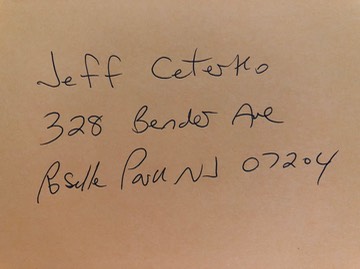 Jeff Ceterko
328 Bender Ave
Roselle Park NJ 07204